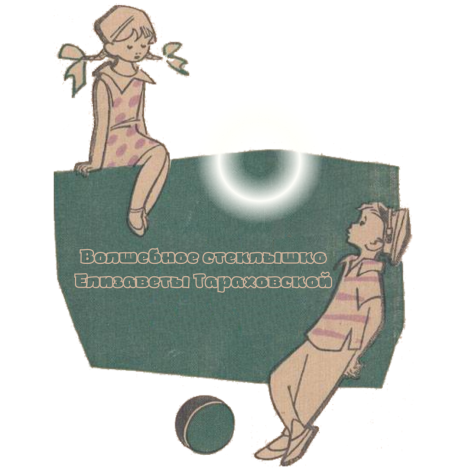 Волшебное стеклышко
Елизаветы Тараховской